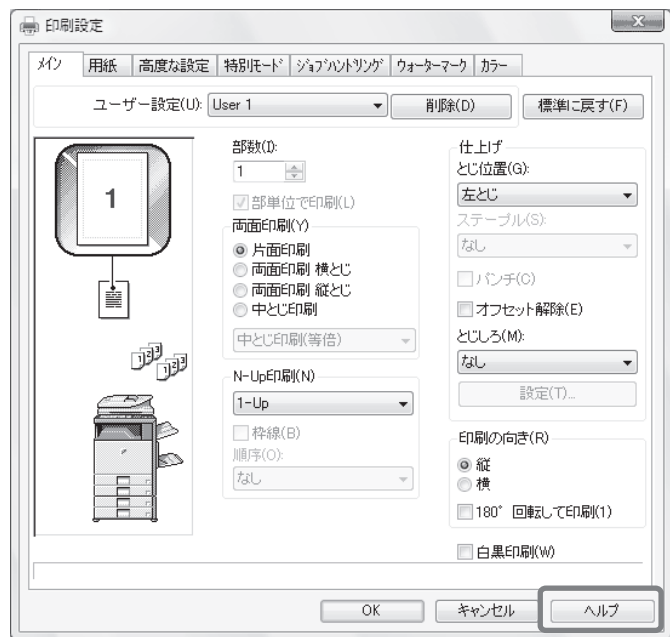 印刷設定
メイン 用紙 高度な設定 特別モード ジョブハンドリング ウォーターマーク カラー
ユーザー設定(U): User 1 削除(D) 標準に戻す(F)
1
123
123
部数(I):
1
部単位で印刷(L)
両面印刷(Y)
片面印刷
両面印刷 横とじ
両面印刷 縦とじ
中とじ印刷
中とじ印刷(等倍)
N-Up印刷(N)
1-Up
枠線(B)
順序(O):
なし
仕上げ
とじ位置(G):
左とじ
ステープル(S):
なし
パンチ(C)
オフセット解除(E)
とじしろ(M):
なし
設定(T)...
印刷の向き(R)
縦
横
180° 回転して印刷(1)
白黒印刷(W)
OK キャンセル ヘルプ